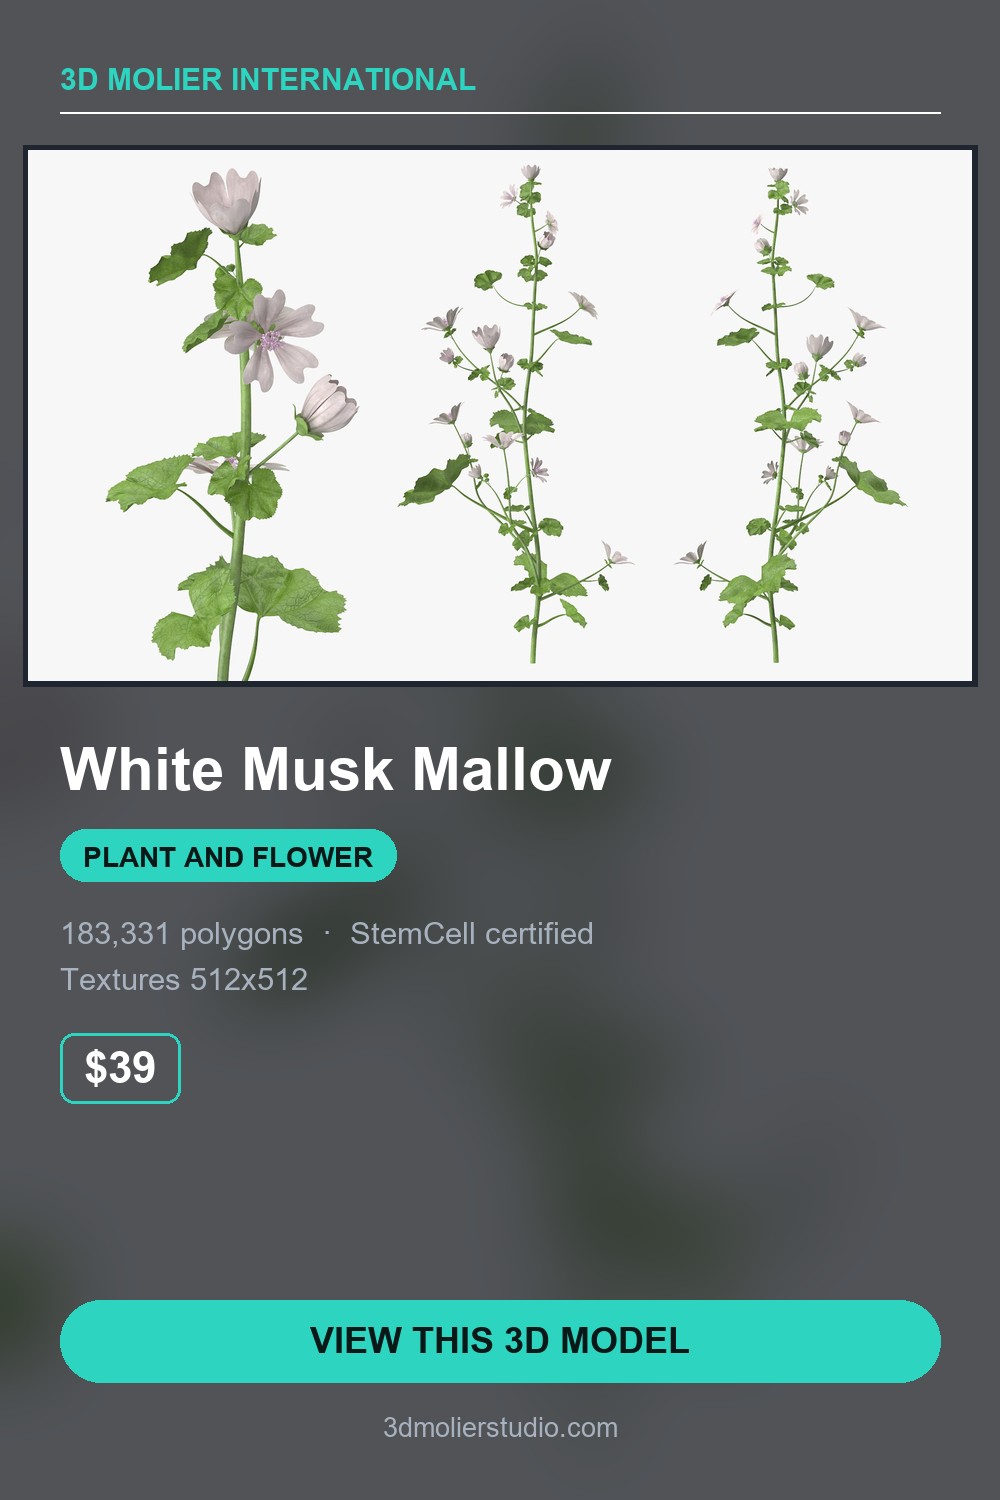 3D MOLIER INTERNATIONAL
White Musk Mallow
PLANT AND FLOWER
183,331 polygons · StemCell certified
Textures 512x512
$39
VIEW THIS 3D MODEL
3dmolierstudio.com